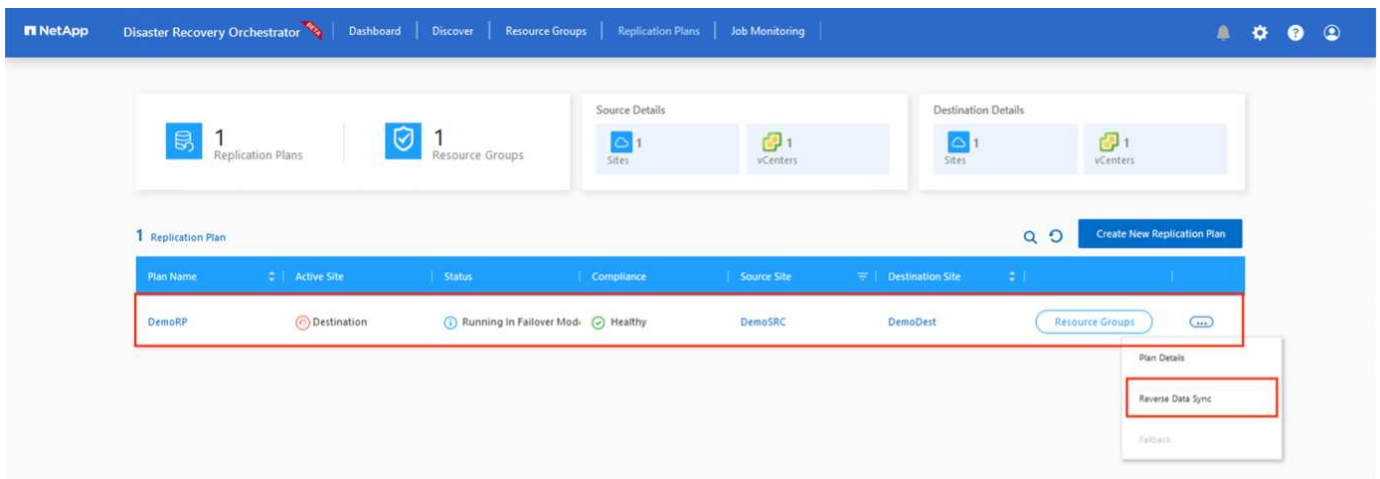 NetApp Disaster Recovery Orchestrator BETA Dashboard Discover Resource Groups Replication Plans Job Monitoring
1 Replication Plans
1 Resource Groups
Source Details
1 Sites
1 vCenters
Destination Details
1 Sites
1 vCenters
1 Replication Plan
Create New Replication Plan
Plan Name Active Site Status Compliance Source Site Destination Site
DemoRP Destination Running In Failover Mod Healthy DemoSRC DemoDest Resource Groups ...
Plan Details
Reverse Data Sync
Failback